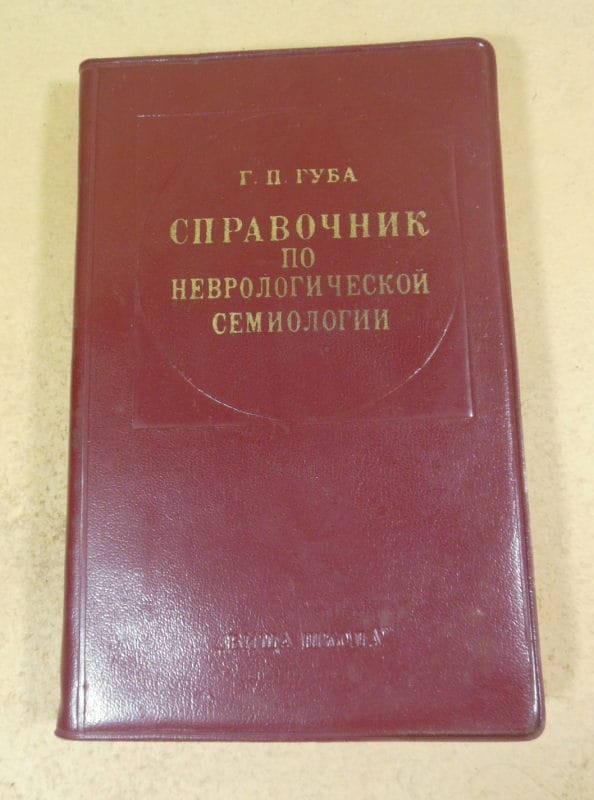 Г. П. ГУБА
СПРАВОЧНИК
ПО
НЕВРОЛОГИЧЕСКОЙ
СЕМИОЛОГИИ